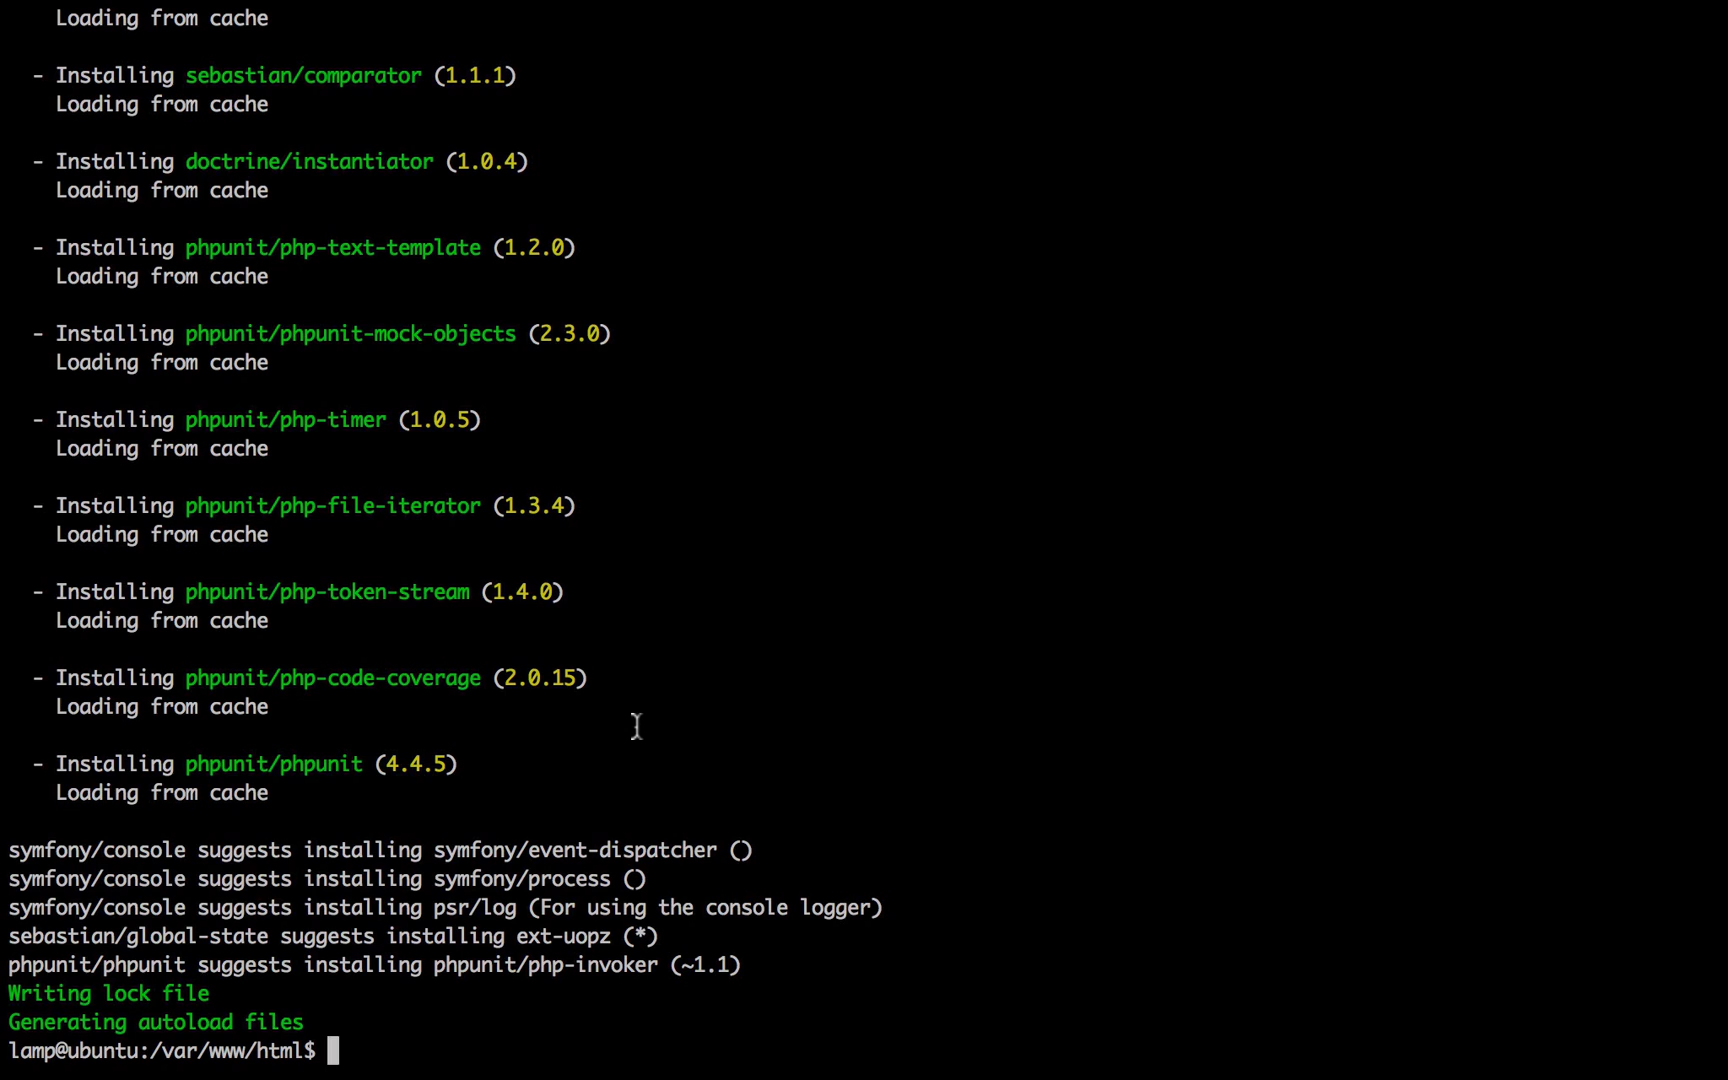 Loading from cache
- Installing sebastian/comparator (1.1.1)
Loading from cache
- Installing doctrine/instantiator (1.0.4)
Loading from cache
- Installing phpunit/php-text-template (1.2.0)
Loading from cache
- Installing phpunit/phpunit-mock-objects (2.3.0)
Loading from cache
- Installing phpunit/php-timer (1.0.5)
Loading from cache
- Installing phpunit/php-file-iterator (1.3.4)
Loading from cache
- Installing phpunit/php-token-stream (1.4.0)
Loading from cache
- Installing phpunit/php-code-coverage (2.0.15)
Loading from cache
- Installing phpunit/phpunit (4.4.5)
Loading from cache
symfony/console suggests installing symfony/event-dispatcher ()
symfony/console suggests installing symfony/process ()
symfony/console suggests installing psr/log (For using the console logger)
sebastian/global-state suggests installing ext-uopz (*)
phpunit/phpunit suggests installing phpunit/php-invoker (~1.1)
Writing lock file
Generating autoload files
lamp@ubuntu:/var/www/html$